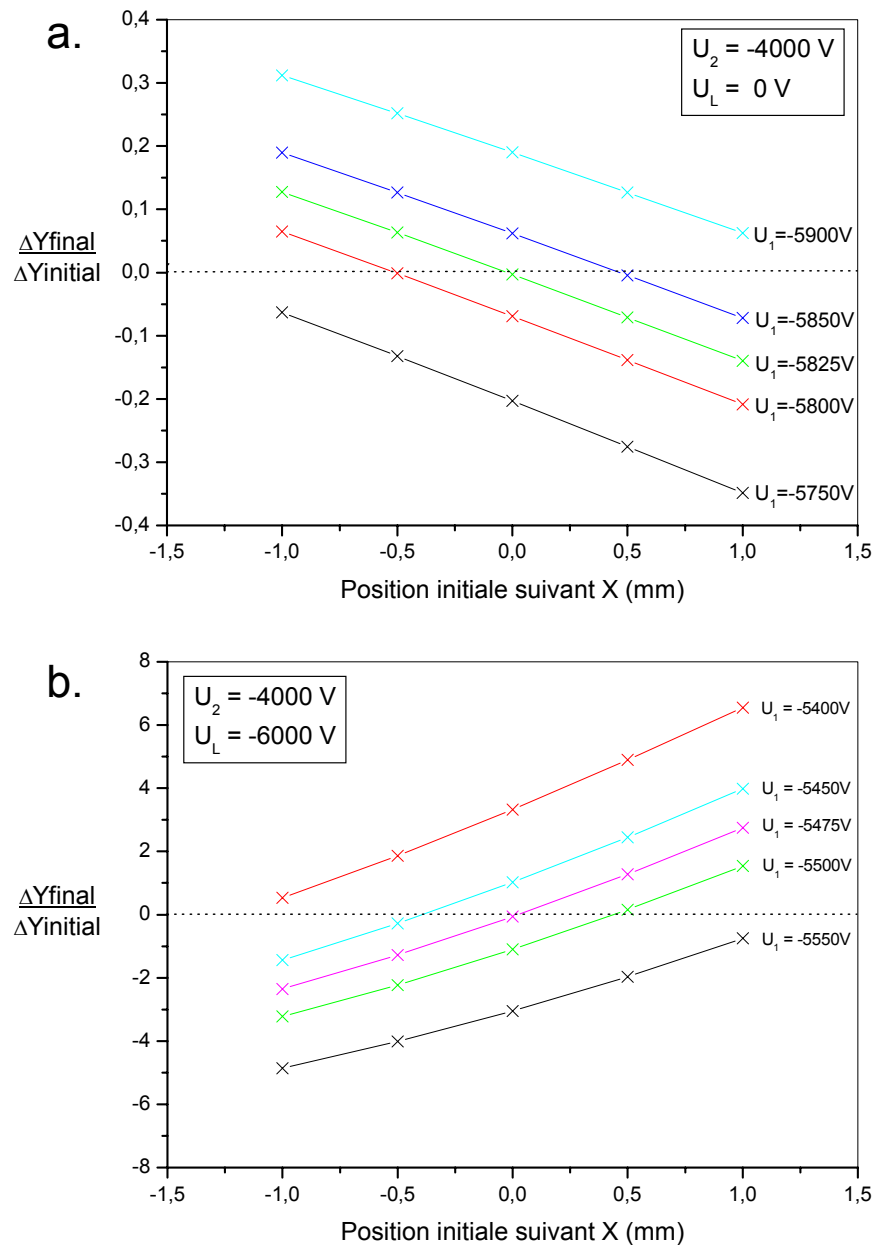 a.
U2 = -4000 V
UL = 0 V
0,4
0,3
0,2
0,1
0,0
-0,1
-0,2
-0,3
-0,4
ΔYfinal
ΔYinitial
U1=-5900V
U1=-5850V
U1=-5825V
U1=-5800V
U1=-5750V
-1,5 -1,0 -0,5 0,0 0,5 1,0 1,5
Position initiale suivant X (mm)
b.
U2 = -4000 V
UL = -6000 V
8
6
4
2
0
-2
-4
-6
-8
ΔYfinal
ΔYinitial
U1 = -5400V
U1 = -5450V
U1 = -5475V
U1 = -5500V
U1 = -5550V
-1,5 -1,0 -0,5 0,0 0,5 1,0 1,5
Position initiale suivant X (mm)